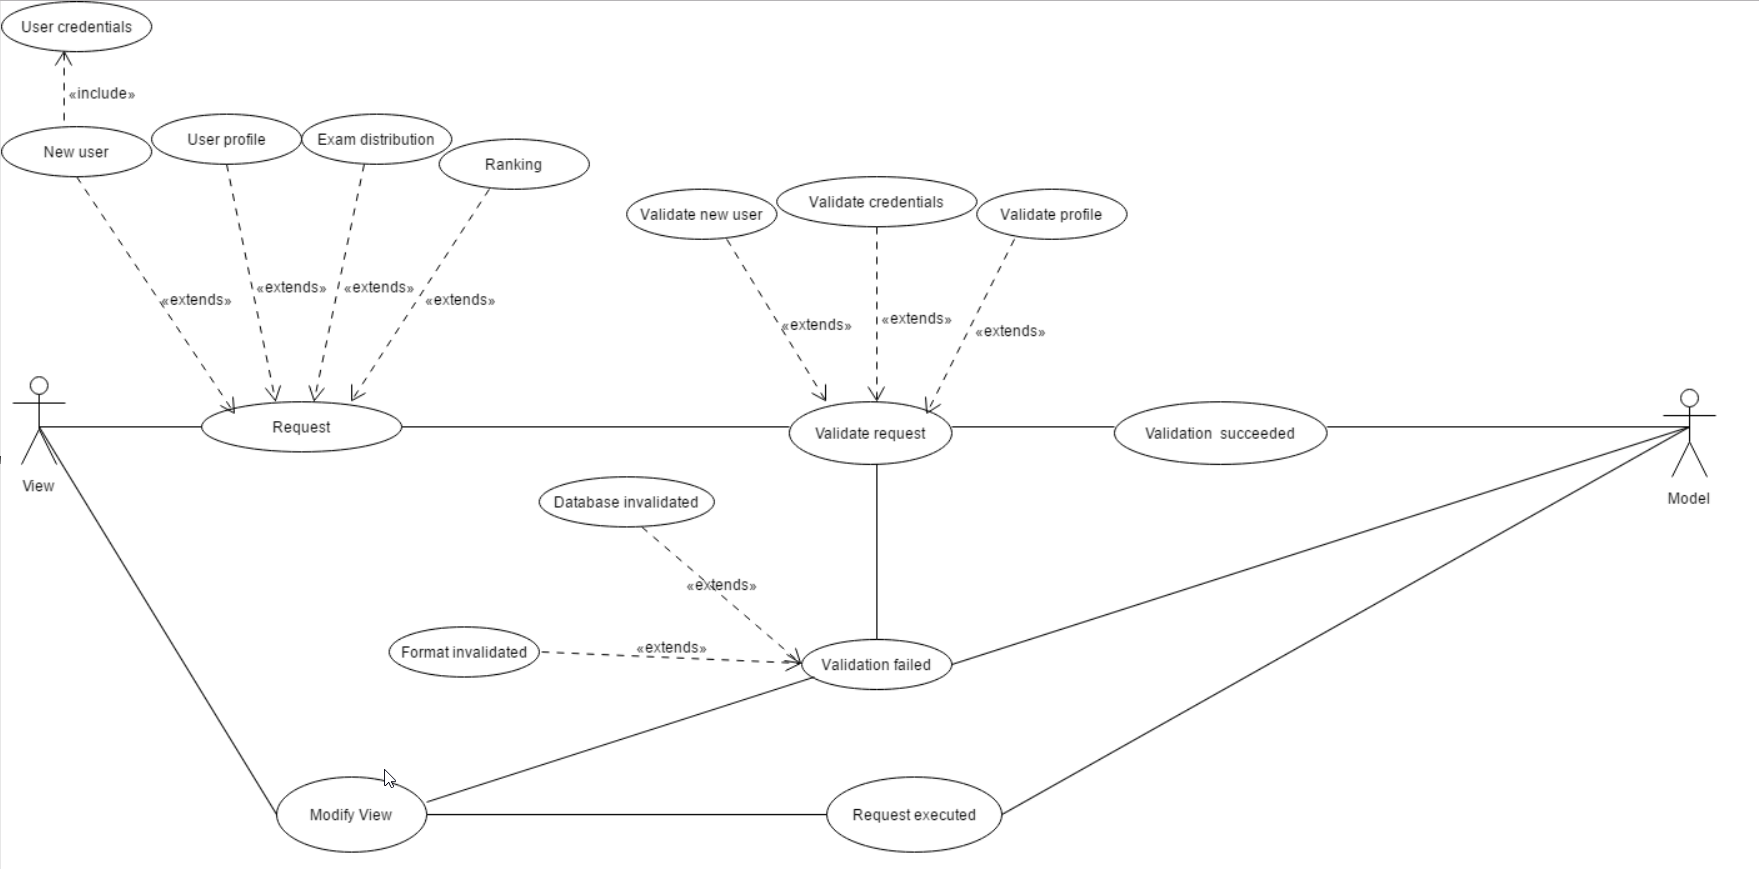 User credentials
«include»
New user
User profile
Exam distribution
Ranking
Validate new user
Validate credentials
Validate profile
«extends»
«extends»
«extends»
«extends»
«extends»
«extends»
«extends»
View
Request
Validate request
Validation  succeeded
Model
Database invalidated
«extends»
Format invalidated
«extends»
Validation failed
Modify View
Request executed